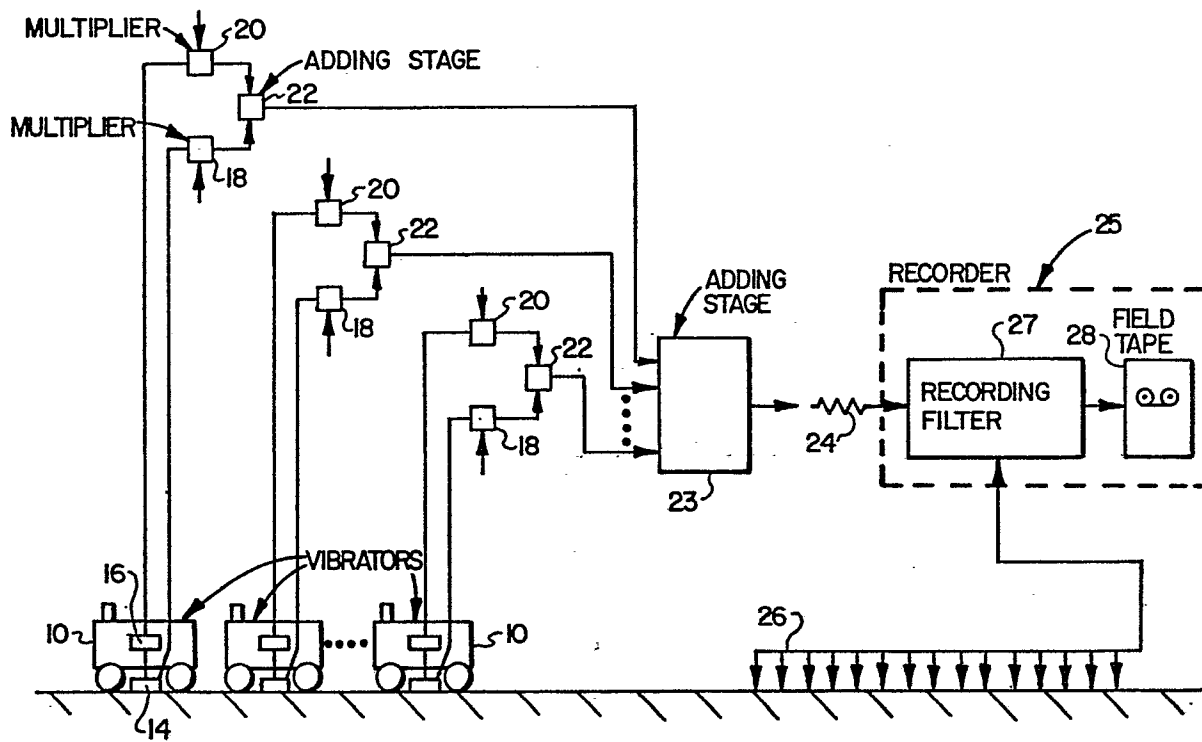 MULTIPLIER
20
ADDING STAGE
22
MULTIPLIER
18
20
22
18
25
RECORDER
ADDING
STAGE
20
22
18
27
FIELD
TAPE
28
RECORDING
FILTER
24
23
VIBRATORS
16
10
10
26
14